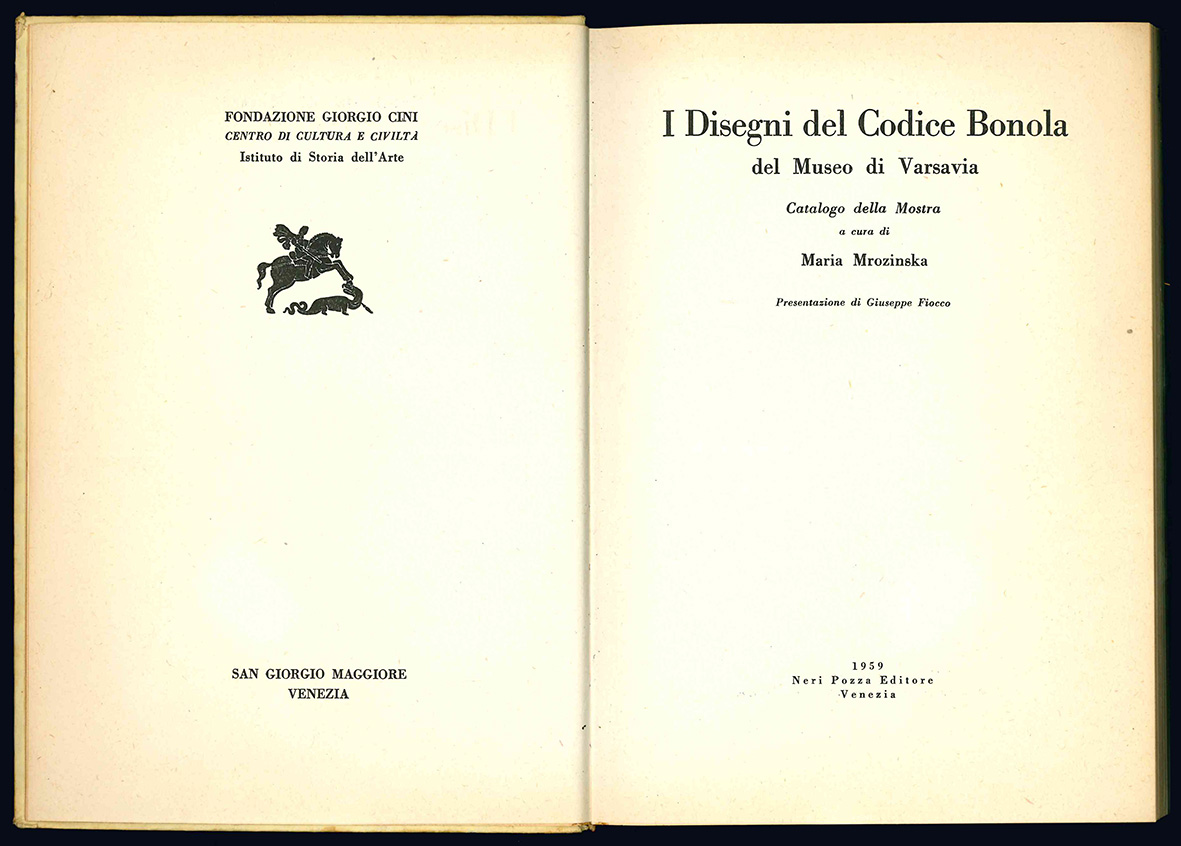 FONDAZIONE GIORGIO CINI
CENTRO DI CULTURA E CIVILTÀ
Istituto di Storia dell'Arte
SAN GIORGIO MAGGIORE
VENEZIA
I Disegni del Codice Bonola
del Museo di Varsavia
Catalogo della Mostra
a cura di
Maria Mrozinska
Presentazione di Giuseppe Fiocco
1959
Neri Pozza Editore
Venezia